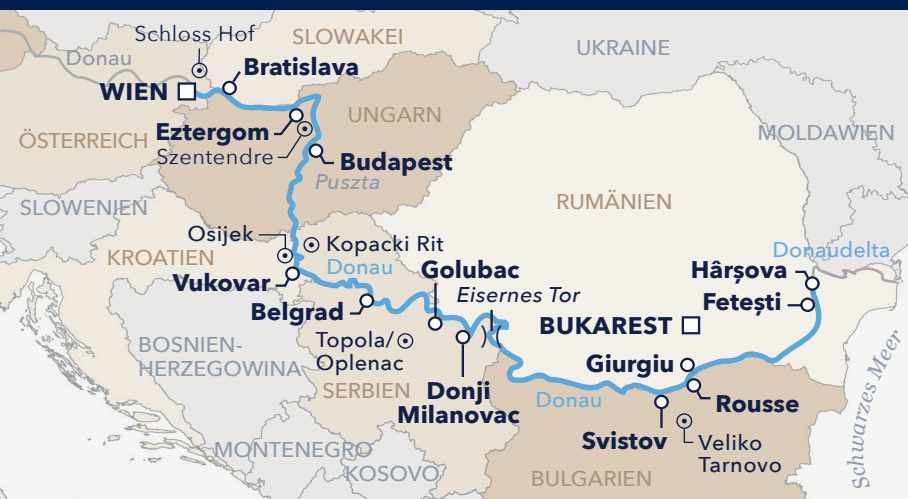 Schloss Hof
SLOWAKEI
UKRAINE
Donau
Bratislava
WIEN
UNGARN
ÖSTERREICH
Eztergom
MOLDAWIEN
Szentendre
Budapest
Puszta
SLOWENIEN
RUMÄNIEN
Osijek
Kopacki Rit
KROATIEN
Donau
Donaudelta
Vukovar
Golubac
Hârșova
Eisernes Tor
Fetești
Belgrad
BUKAREST
Topola/
Oplenac
BOSNIEN-
HERZEGOWINA
Giurgiu
SERBIEN
Donji
Milanovac
Donau
Rousse
Schwarzes Meer
Svistov
Veliko
Tarnovo
MONTENEGRO
KOSOVO
BULGARIEN